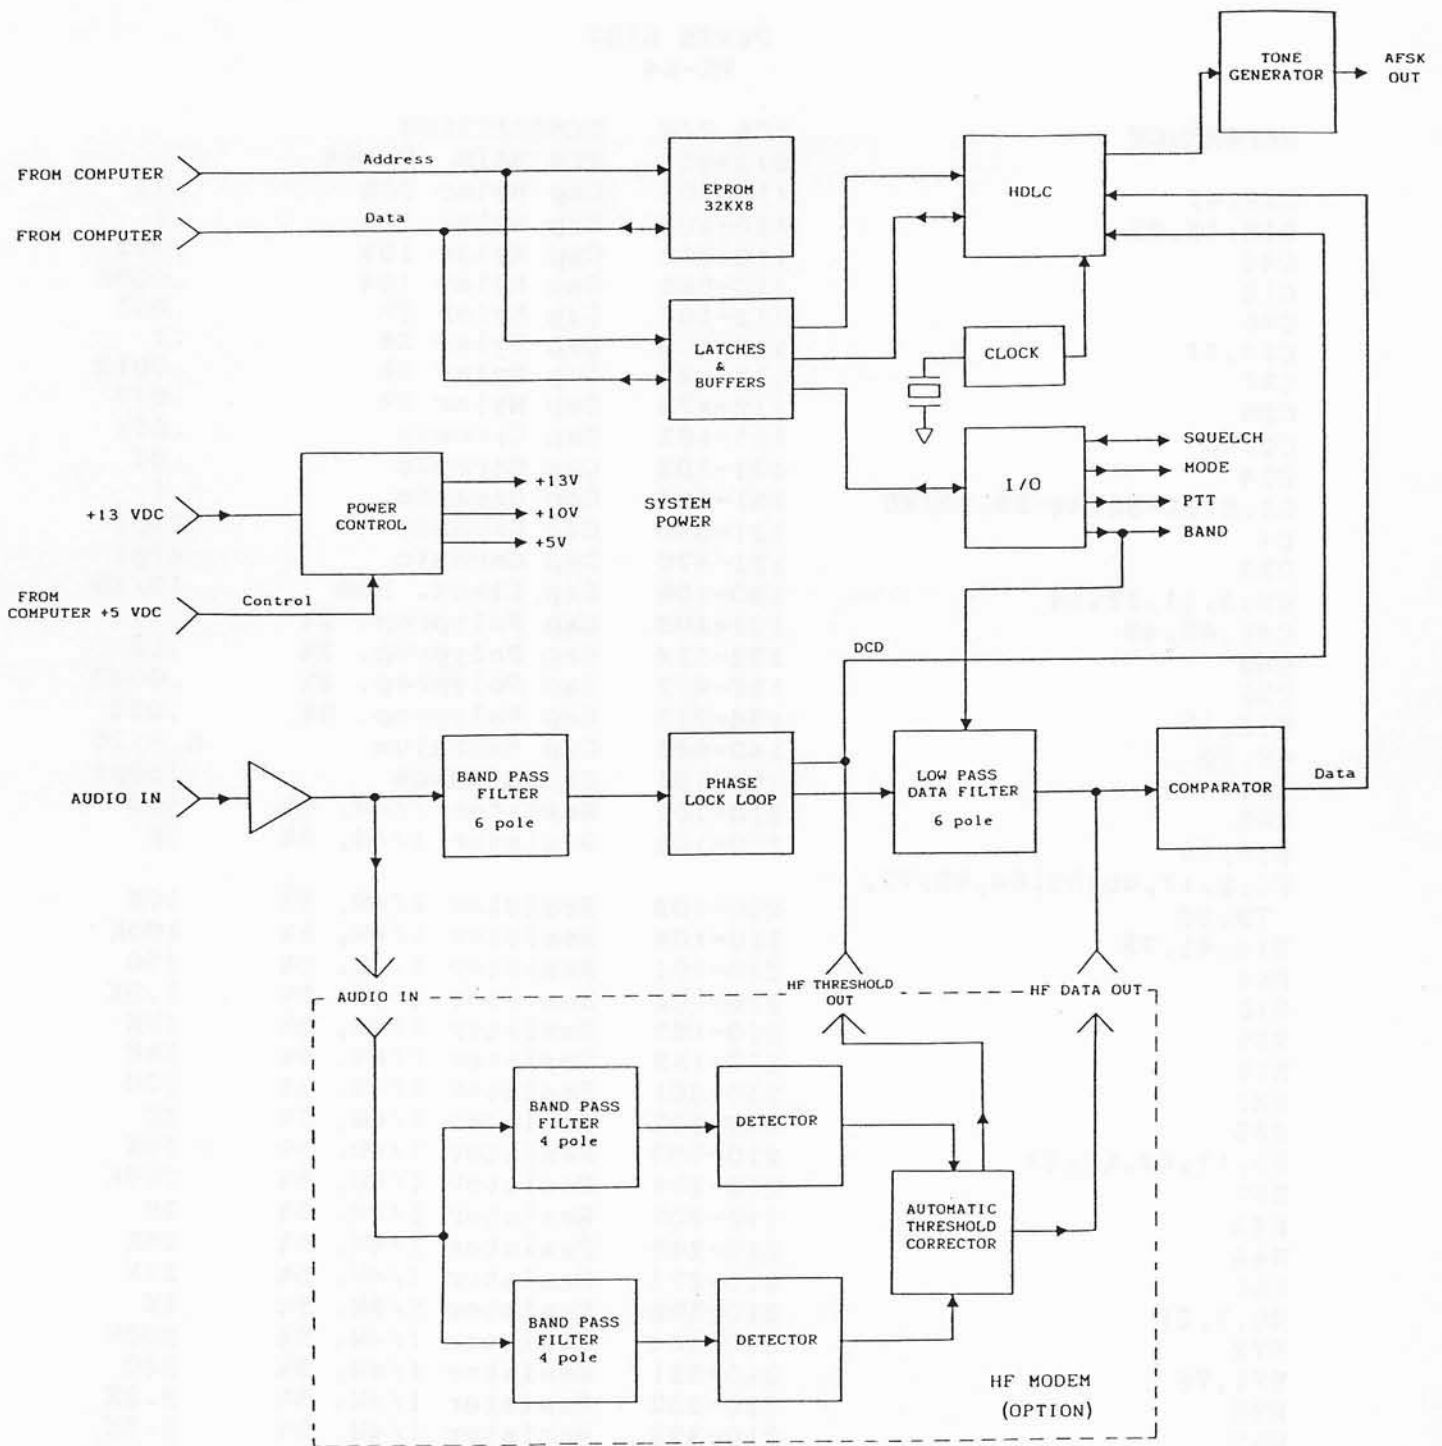 TONE
GENERATOR
AFSK
OUT
Address
FROM COMPUTER
EPROM
32KX8
HDLC
Data
FROM COMPUTER
LATCHES
&
BUFFERS
CLOCK
SQUELCH
MODE
I/O
PTT
BAND
+13V
+10V
+5V
+13 VDC
POWER
CONTROL
SYSTEM
POWER
FROM
COMPUTER +5 VDC
Control
DCD
AUDIO IN
BAND PASS
FILTER
6 pole
PHASE
LOCK LOOP
LOW PASS
DATA FILTER
6 pole
COMPARATOR
Data
AUDIO IN
HF THRESHOLD
OUT
HF DATA OUT
BAND PASS
FILTER
4 pole
DETECTOR
AUTOMATIC
THRESHOLD
CORRECTOR
BAND PASS
FILTER
4 pole
DETECTOR
HF MODEM
(OPTION)